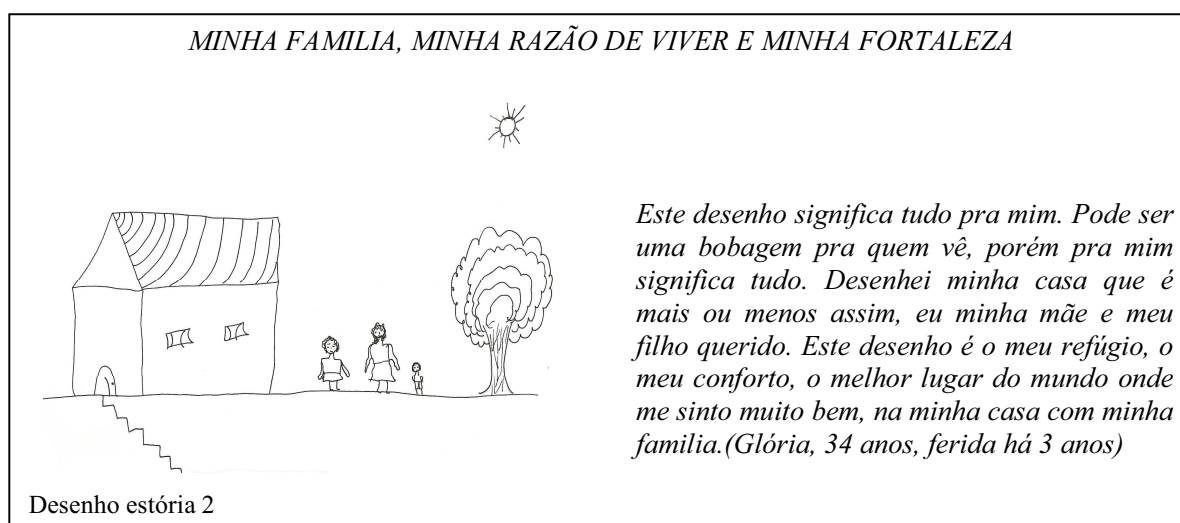 MINHA FAMILIA, MINHA RAZÃO DE VIVER E MINHA FORTALEZA
Este desenho significa tudo pra mim. Pode ser
uma bobagem pra quem vê, porém pra mim
significa tudo. Desenhei minha casa que é
mais ou menos assim, eu minha mãe e meu
filho querido. Este desenho é o meu refúgio, o
meu conforto, o melhor lugar do mundo onde
me sinto muito bem, na minha casa com minha
familia.(Glória, 34 anos, ferida há 3 anos)
Desenho estória 2